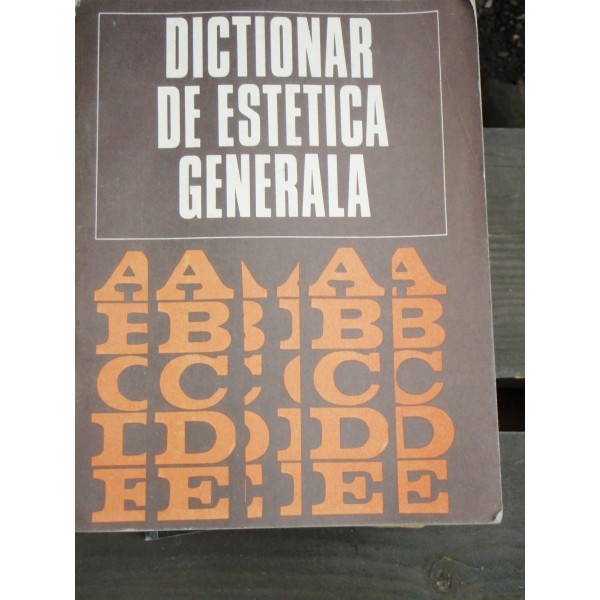 DICTIONAR
DE ESTETICA
GENERALA
A A A A A A
B B B I B B
C C C C C C
D D D I D D
E E E I E E